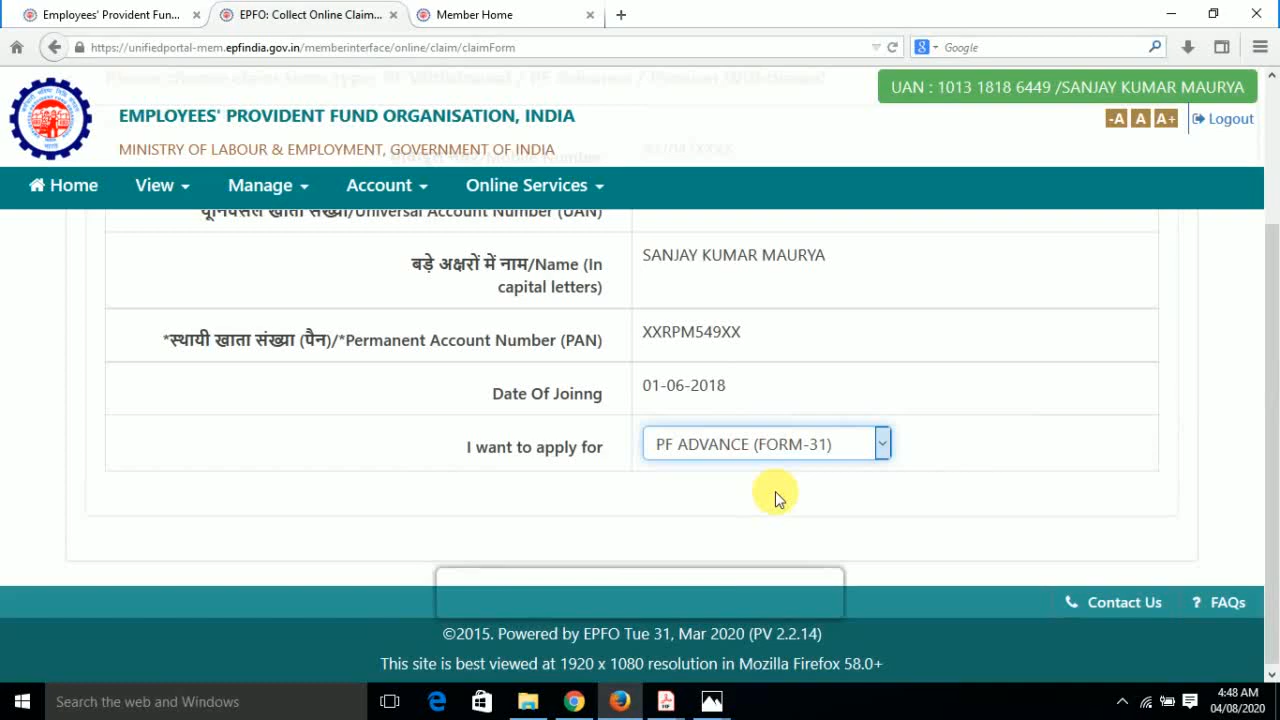 Employees' Provident Fun...
EPFO: Collect Online Claim...
Member Home
https://unifiedportal-mem.epfindia.gov.in/memberinterface/online/claim/claimForm
Google
UAN : 1013 1818 6449 /SANJAY KUMAR MAURYA
EMPLOYEES' PROVIDENT FUND ORGANISATION, INDIA
-A A A+
Logout
MINISTRY OF LABOUR & EMPLOYMENT, GOVERNMENT OF INDIA
Home View Manage Account Online Services
यूनिवर्सल खाता संख्या/Universal Account Number (UAN)
बड़े अक्षरों में नाम/Name (In
capital letters)
SANJAY KUMAR MAURYA
*स्थायी खाता संख्या (पैन)/*Permanent Account Number (PAN)
XXRPM549XX
Date Of Joinng
01-06-2018
I want to apply for
PF ADVANCE (FORM-31)
Contact Us
? FAQs
©2015. Powered by EPFO Tue 31, Mar 2020 (PV 2.2.14)
This site is best viewed at 1920 x 1080 resolution in Mozilla Firefox 58.0+
Search the web and Windows
4:48 AM
04/08/2020